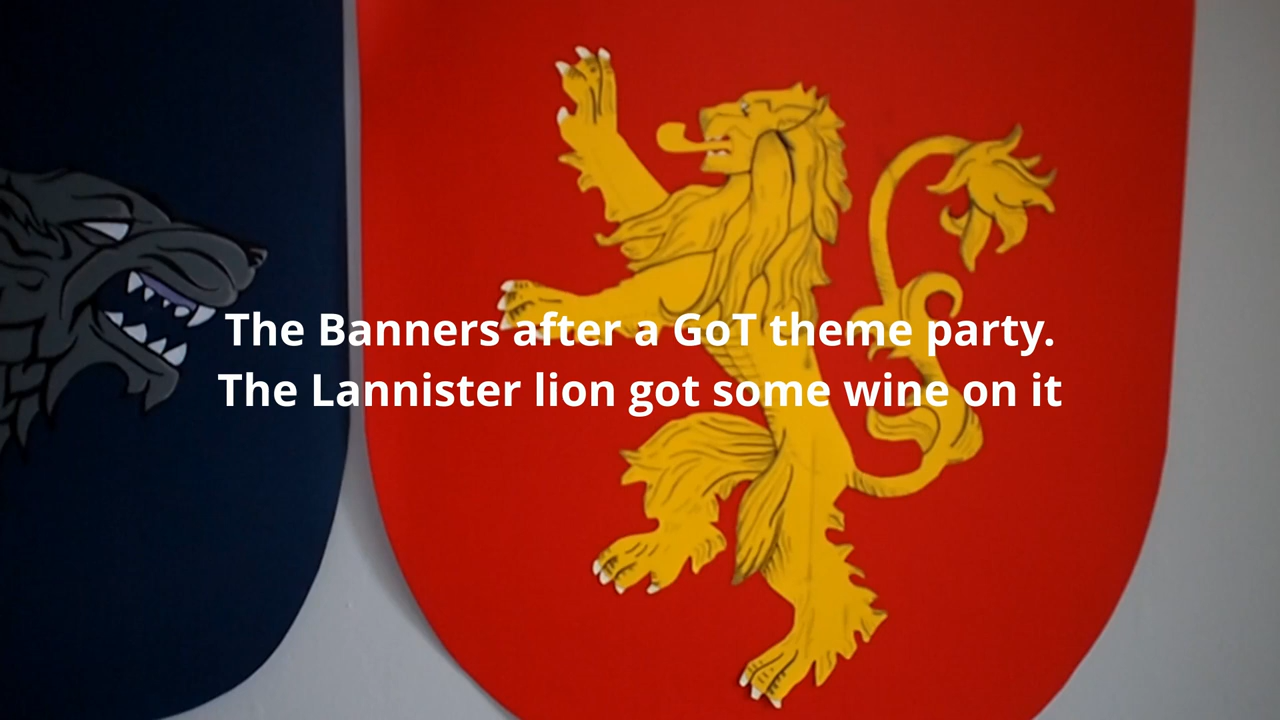 The Banners after a GoT theme party.
The Lannister lion got some wine on it